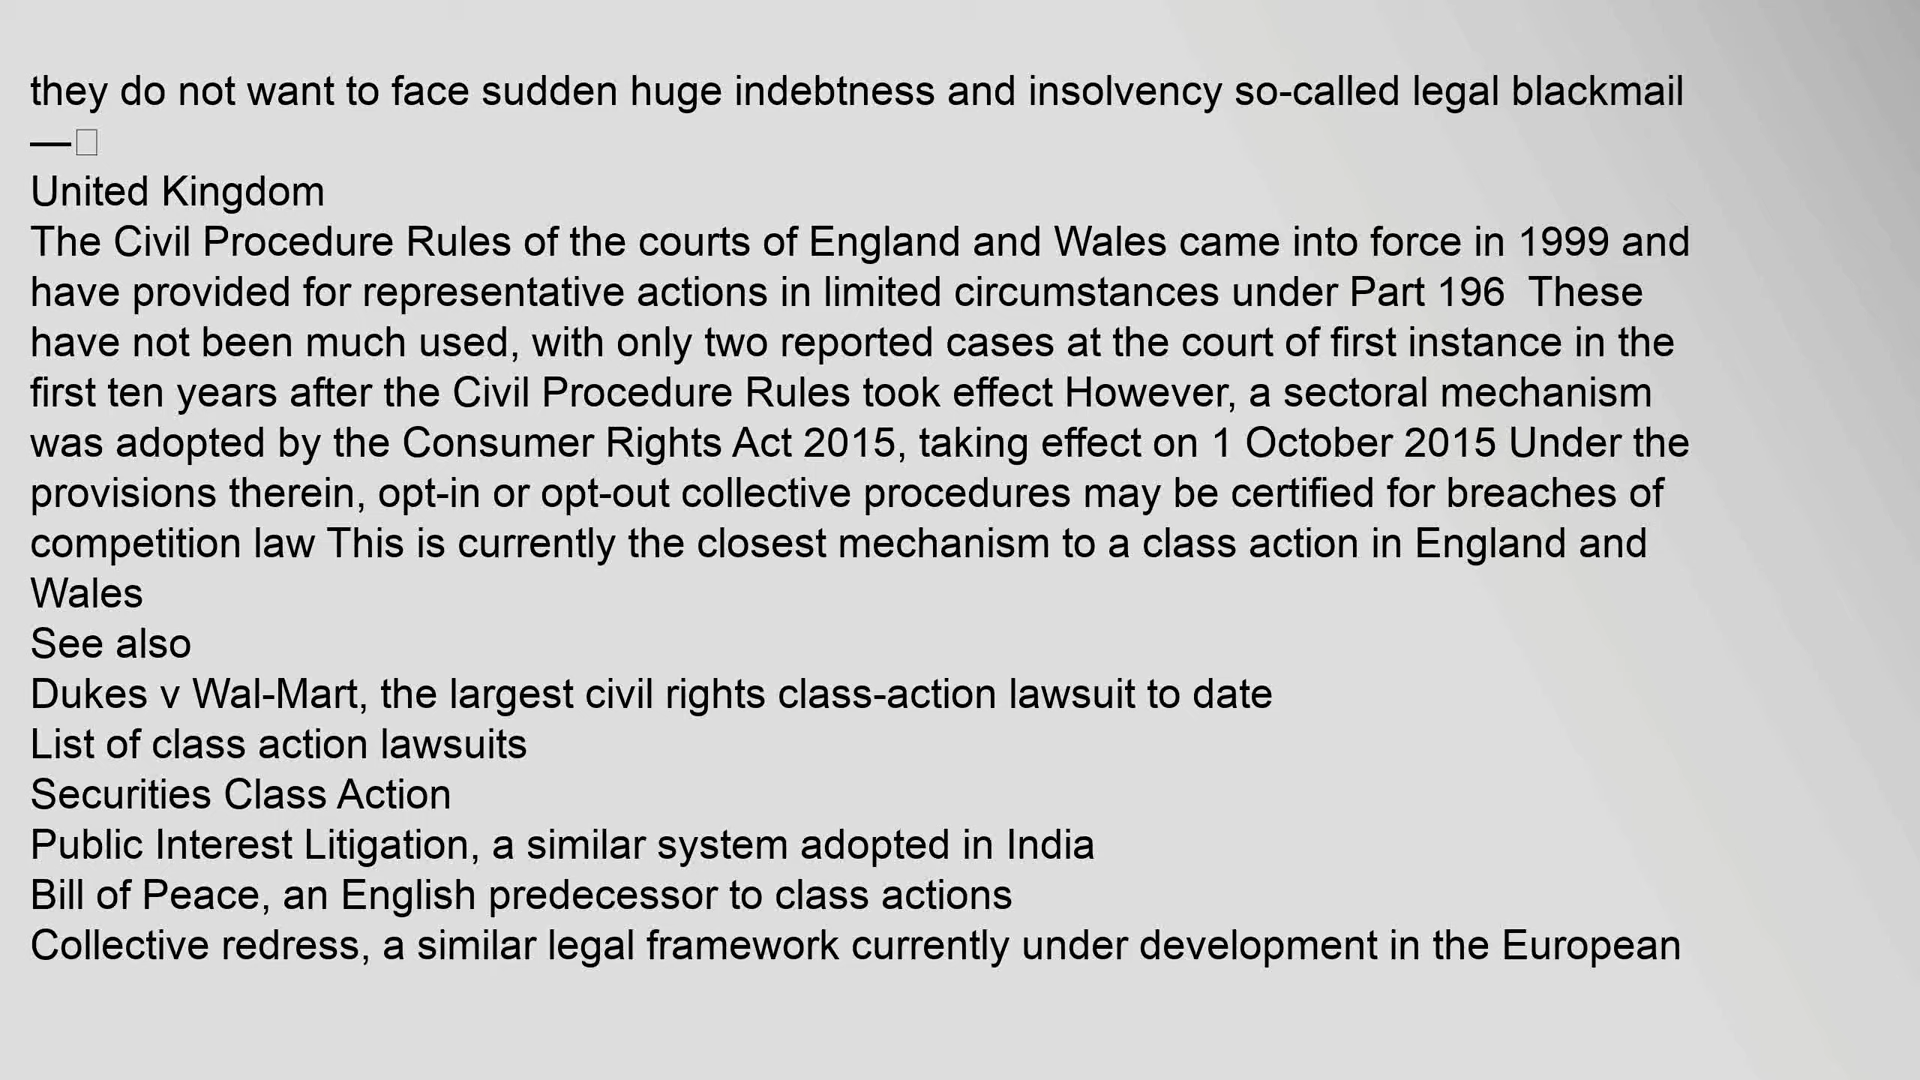 they do not want to face sudden huge indebtness and insolvency so-called legal blackmail
—
United Kingdom
The Civil Procedure Rules of the courts of England and Wales came into force in 1999 and
have provided for representative actions in limited circumstances under Part 196  These
have not been much used, with only two reported cases at the court of first instance in the
first ten years after the Civil Procedure Rules took effect However, a sectoral mechanism
was adopted by the Consumer Rights Act 2015, taking effect on 1 October 2015 Under the
provisions therein, opt-in or opt-out collective procedures may be certified for breaches of
competition law This is currently the closest mechanism to a class action in England and
Wales
See also
Dukes v Wal-Mart, the largest civil rights class-action lawsuit to date
List of class action lawsuits
Securities Class Action
Public Interest Litigation, a similar system adopted in India
Bill of Peace, an English predecessor to class actions
Collective redress, a similar legal framework currently under development in the European